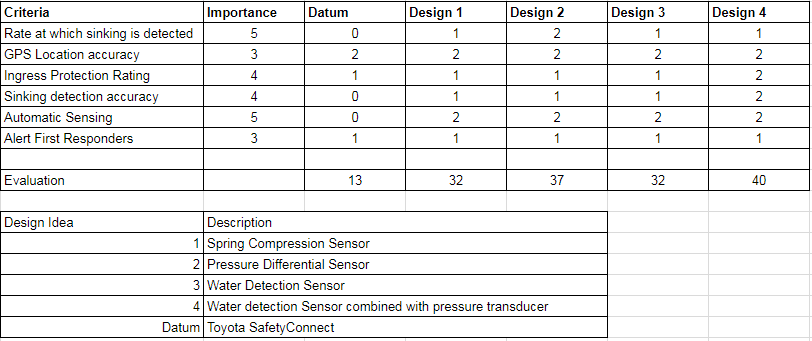 Criteria Importance Datum Design 1 Design 2 Design 3 Design 4
Rate at which sinking is detected 5 0 1 2 1 1
GPS Location accuracy 3 2 2 2 2 2
Ingress Protection Rating 4 1 1 1 1 2
Sinking detection accuracy 4 0 1 1 1 2
Automatic Sensing 5 0 2 2 2 2
Alert First Responders 3 1 1 1 1 1
Evaluation 13 32 37 32 40
Design Idea Description
1 Spring Compression Sensor
2 Pressure Differential Sensor
3 Water Detection Sensor
4 Water detection Sensor combined with pressure transducer
Datum Toyota SafetyConnect